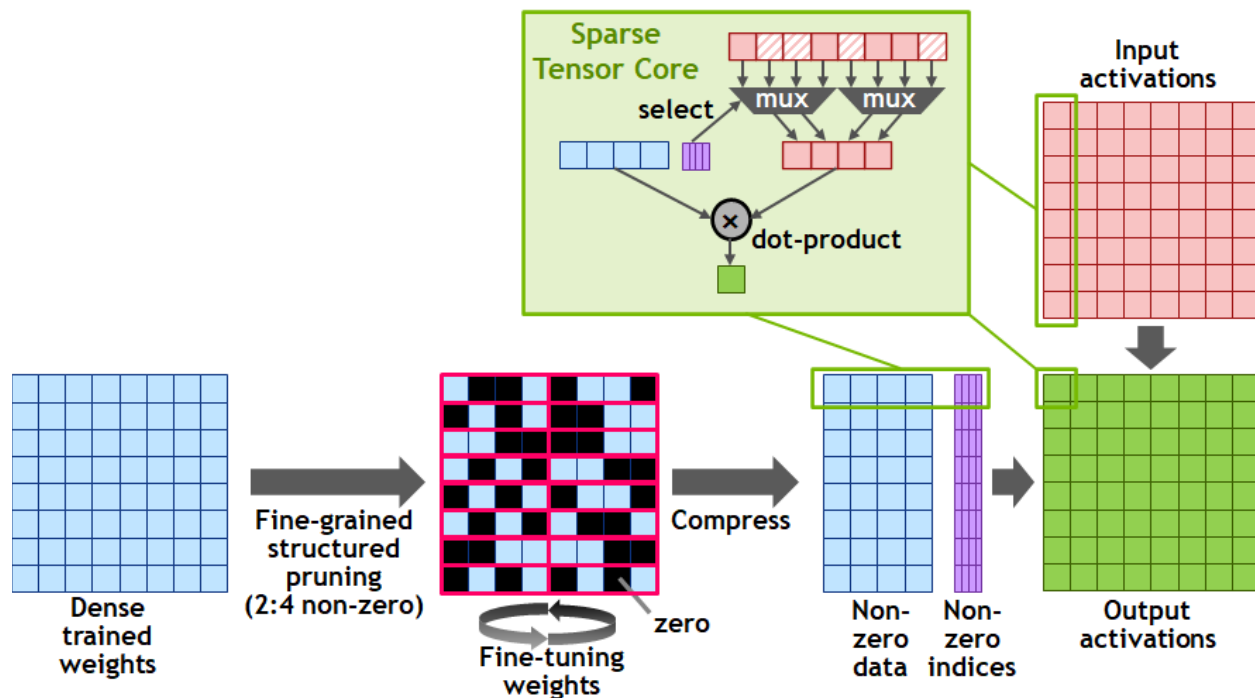 Sparse
Tensor Core
select
mux
mux
×
dot-product
Input
activations
Dense
trained
weights
Fine-grained
structured
pruning
(2:4 non-zero)
zero
Fine-tuning
weights
Compress
Non-
zero
data
Non-
zero
indices
Output
activations